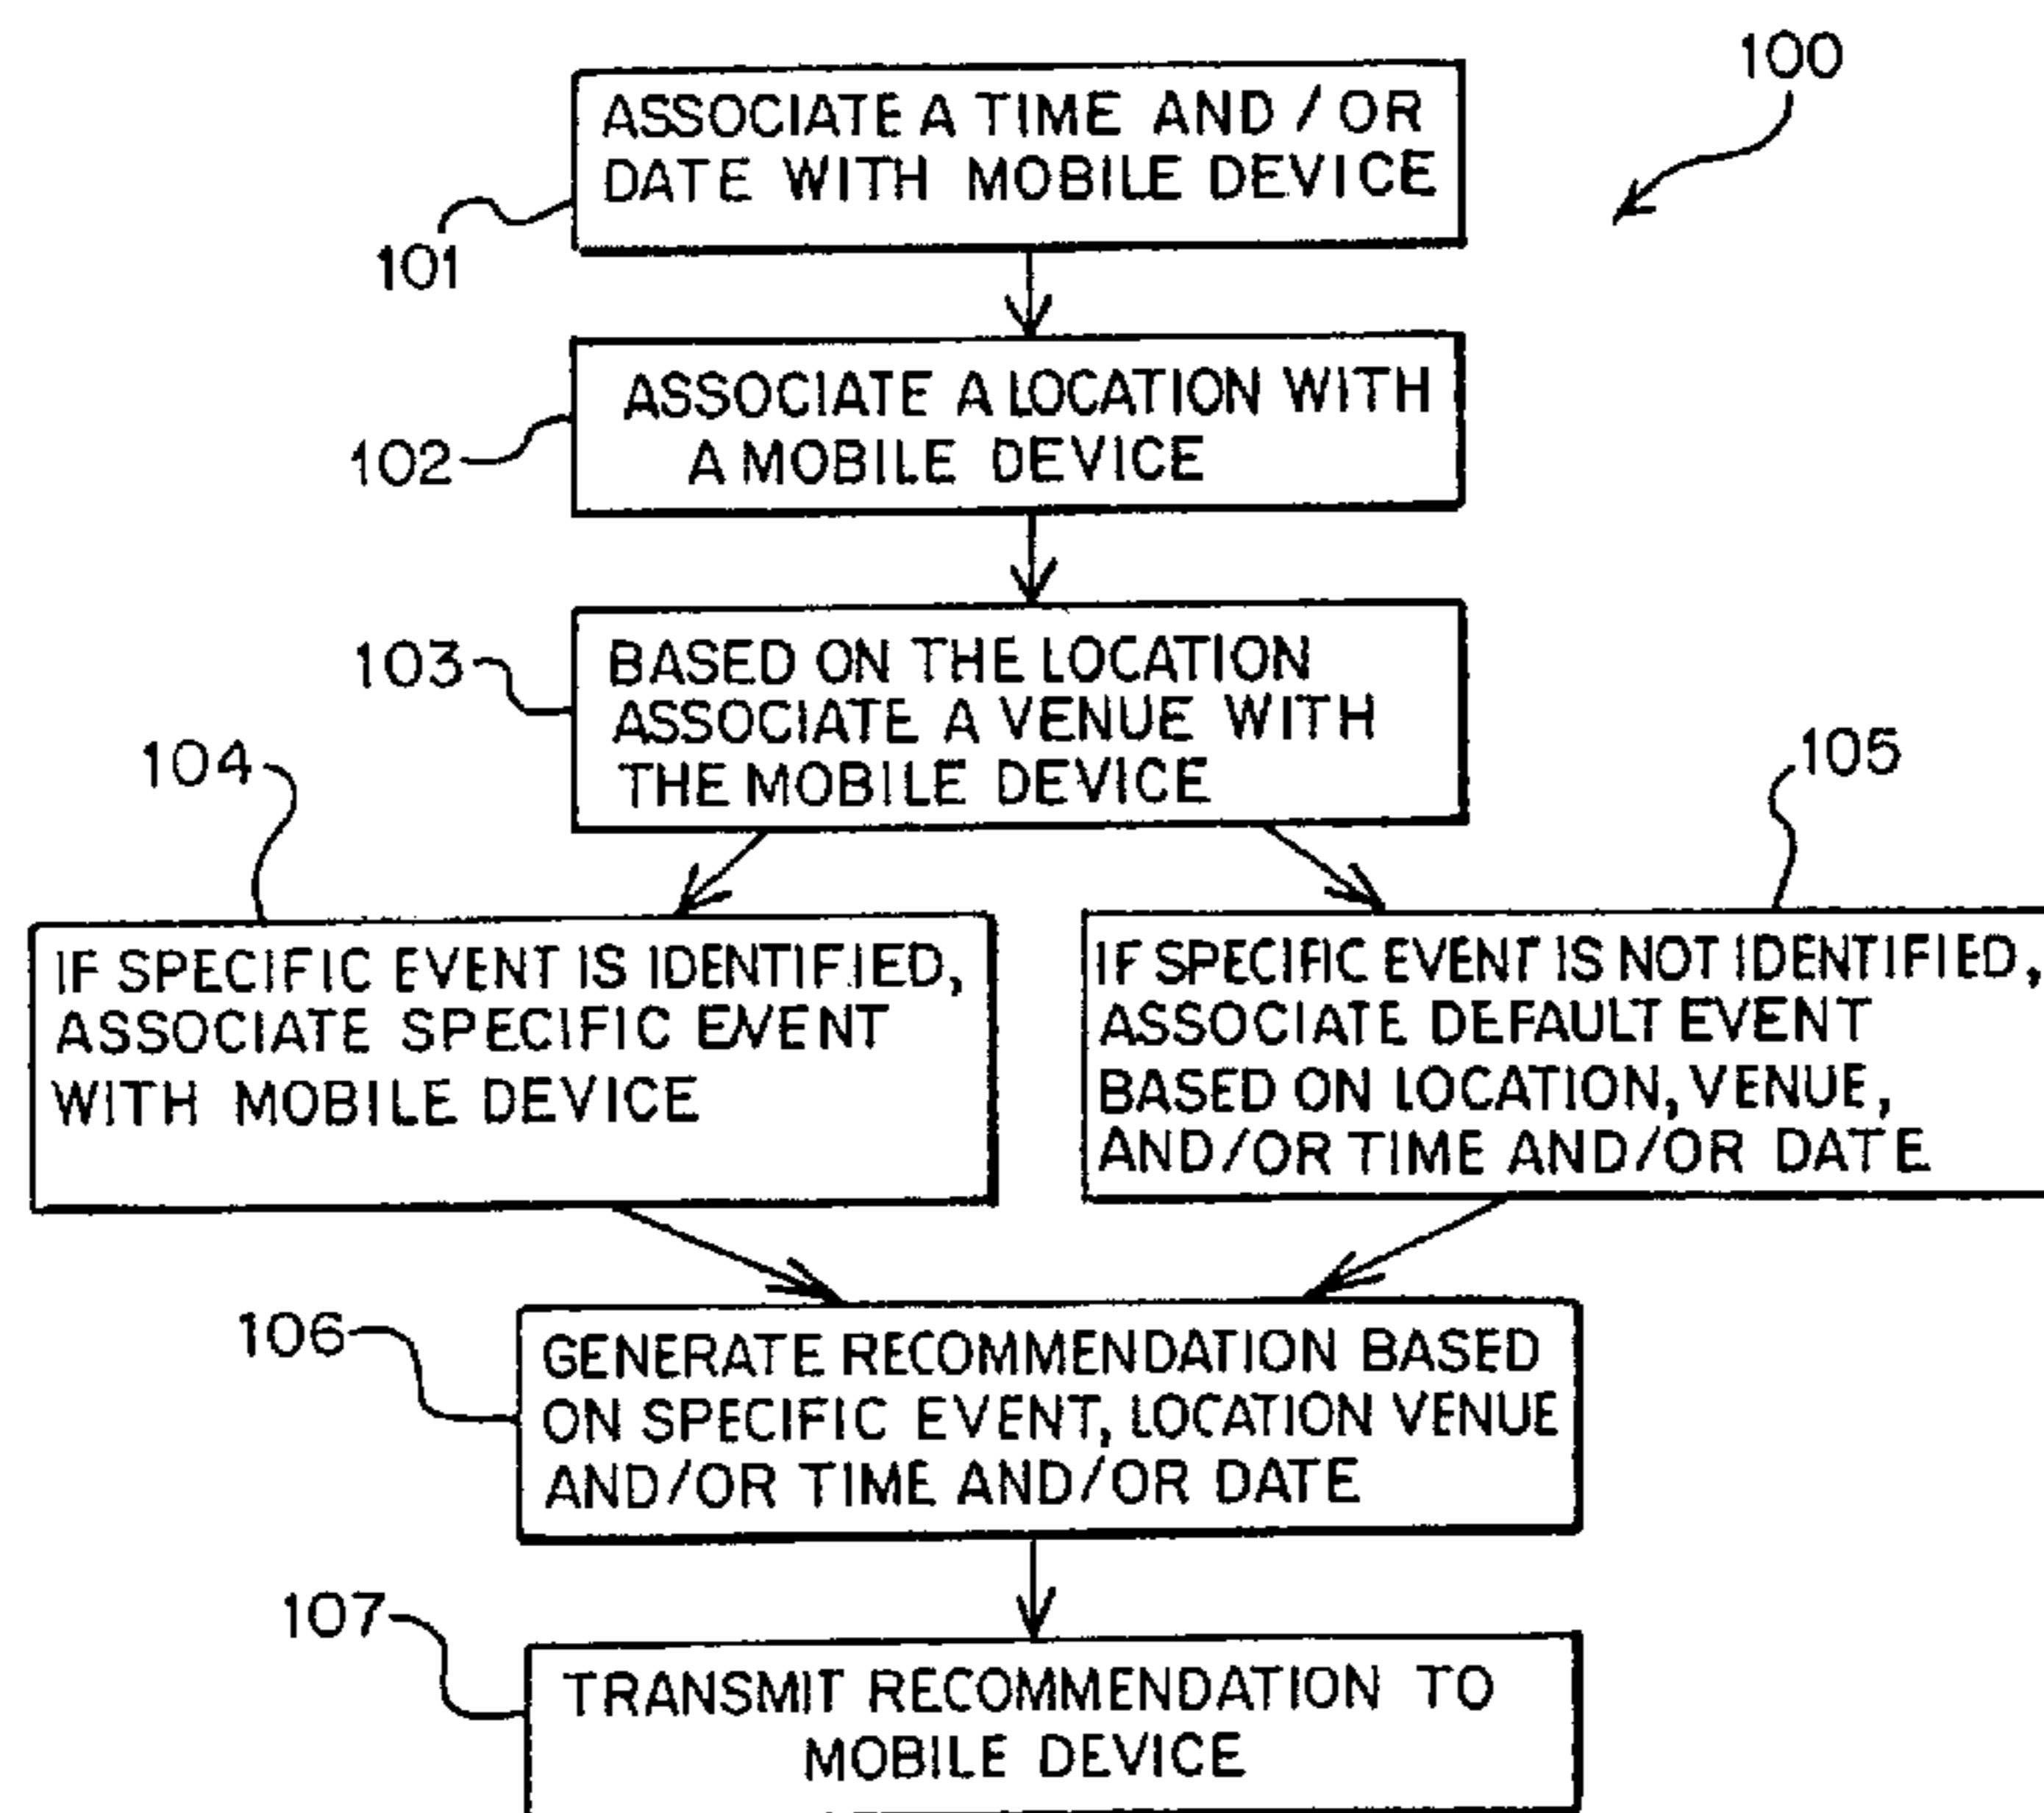 100
ASSOCIATE A TIME AND / OR
DATE WITH MOBILE DEVICE
101
ASSOCIATE A LOCATION WITH
A MOBILE DEVICE
102
103
BASED ON THE LOCATION
ASSOCIATE A VENUE WITH
THE MOBILE DEVICE
104
105
IF SPECIFIC EVENT IS IDENTIFIED,
ASSOCIATE SPECIFIC EVENT
WITH MOBILE DEVICE
IF SPECIFIC EVENT IS NOT IDENTIFIED,
ASSOCIATE DEFAULT EVENT
BASED ON LOCATION, VENUE,
AND/OR TIME AND/OR DATE
106
GENERATE RECOMMENDATION BASED
ON SPECIFIC EVENT, LOCATION VENUE
AND/OR TIME AND/OR DATE
107
TRANSMIT RECOMMENDATION TO
MOBILE DEVICE